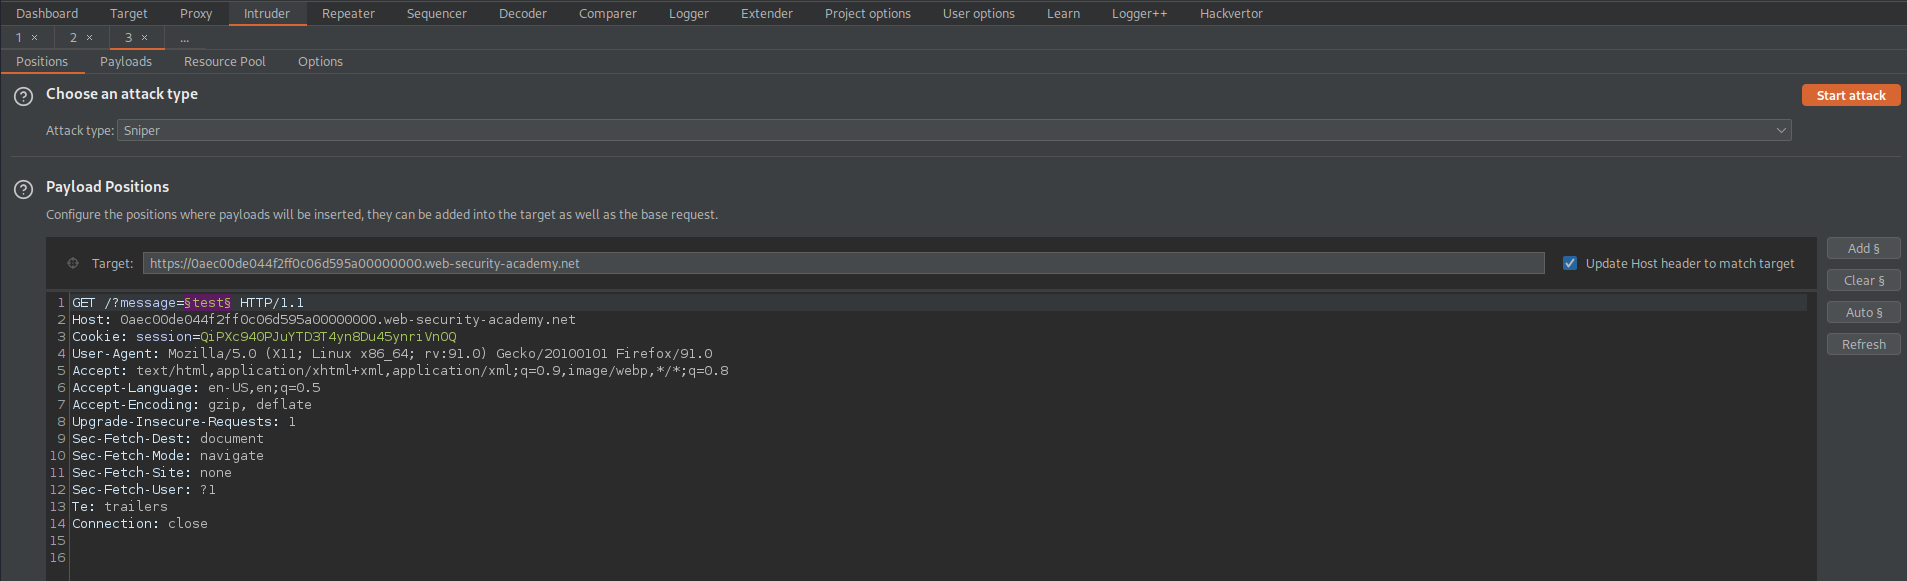 Dashboard Target Proxy Intruder Repeater Sequencer Decoder Comparer Logger Extender Project options User options Learn Logger++ Hackvertor
1 × 2 × 3 × ...
Positions Payloads Resource Pool Options
? Choose an attack type Start attack
Attack type: Sniper
? Payload Positions
Configure the positions where payloads will be inserted, they can be added into the target as well as the base request.
Target: https://0aec00de044f2ff0c06d595a00000000.web-security-academy.net Update Host header to match target
Add §
Clear §
Auto §
Refresh
1 GET /?message=§test§ HTTP/1.1
2 Host: 0aec00de044f2ff0c06d595a00000000.web-security-academy.net
3 Cookie: session=QiPXc940PJuYTD3T4yn8Du45ynriVnOQ
4 User-Agent: Mozilla/5.0 (X11; Linux x86_64; rv:91.0) Gecko/20100101 Firefox/91.0
5 Accept: text/html,application/xhtml+xml,application/xml;q=0.9,image/webp,*/*;q=0.8
6 Accept-Language: en-US,en;q=0.5
7 Accept-Encoding: gzip, deflate
8 Upgrade-Insecure-Requests: 1
9 Sec-Fetch-Dest: document
10 Sec-Fetch-Mode: navigate
11 Sec-Fetch-Site: none
12 Sec-Fetch-User: ?1
13 Te: trailers
14 Connection: close
15
16